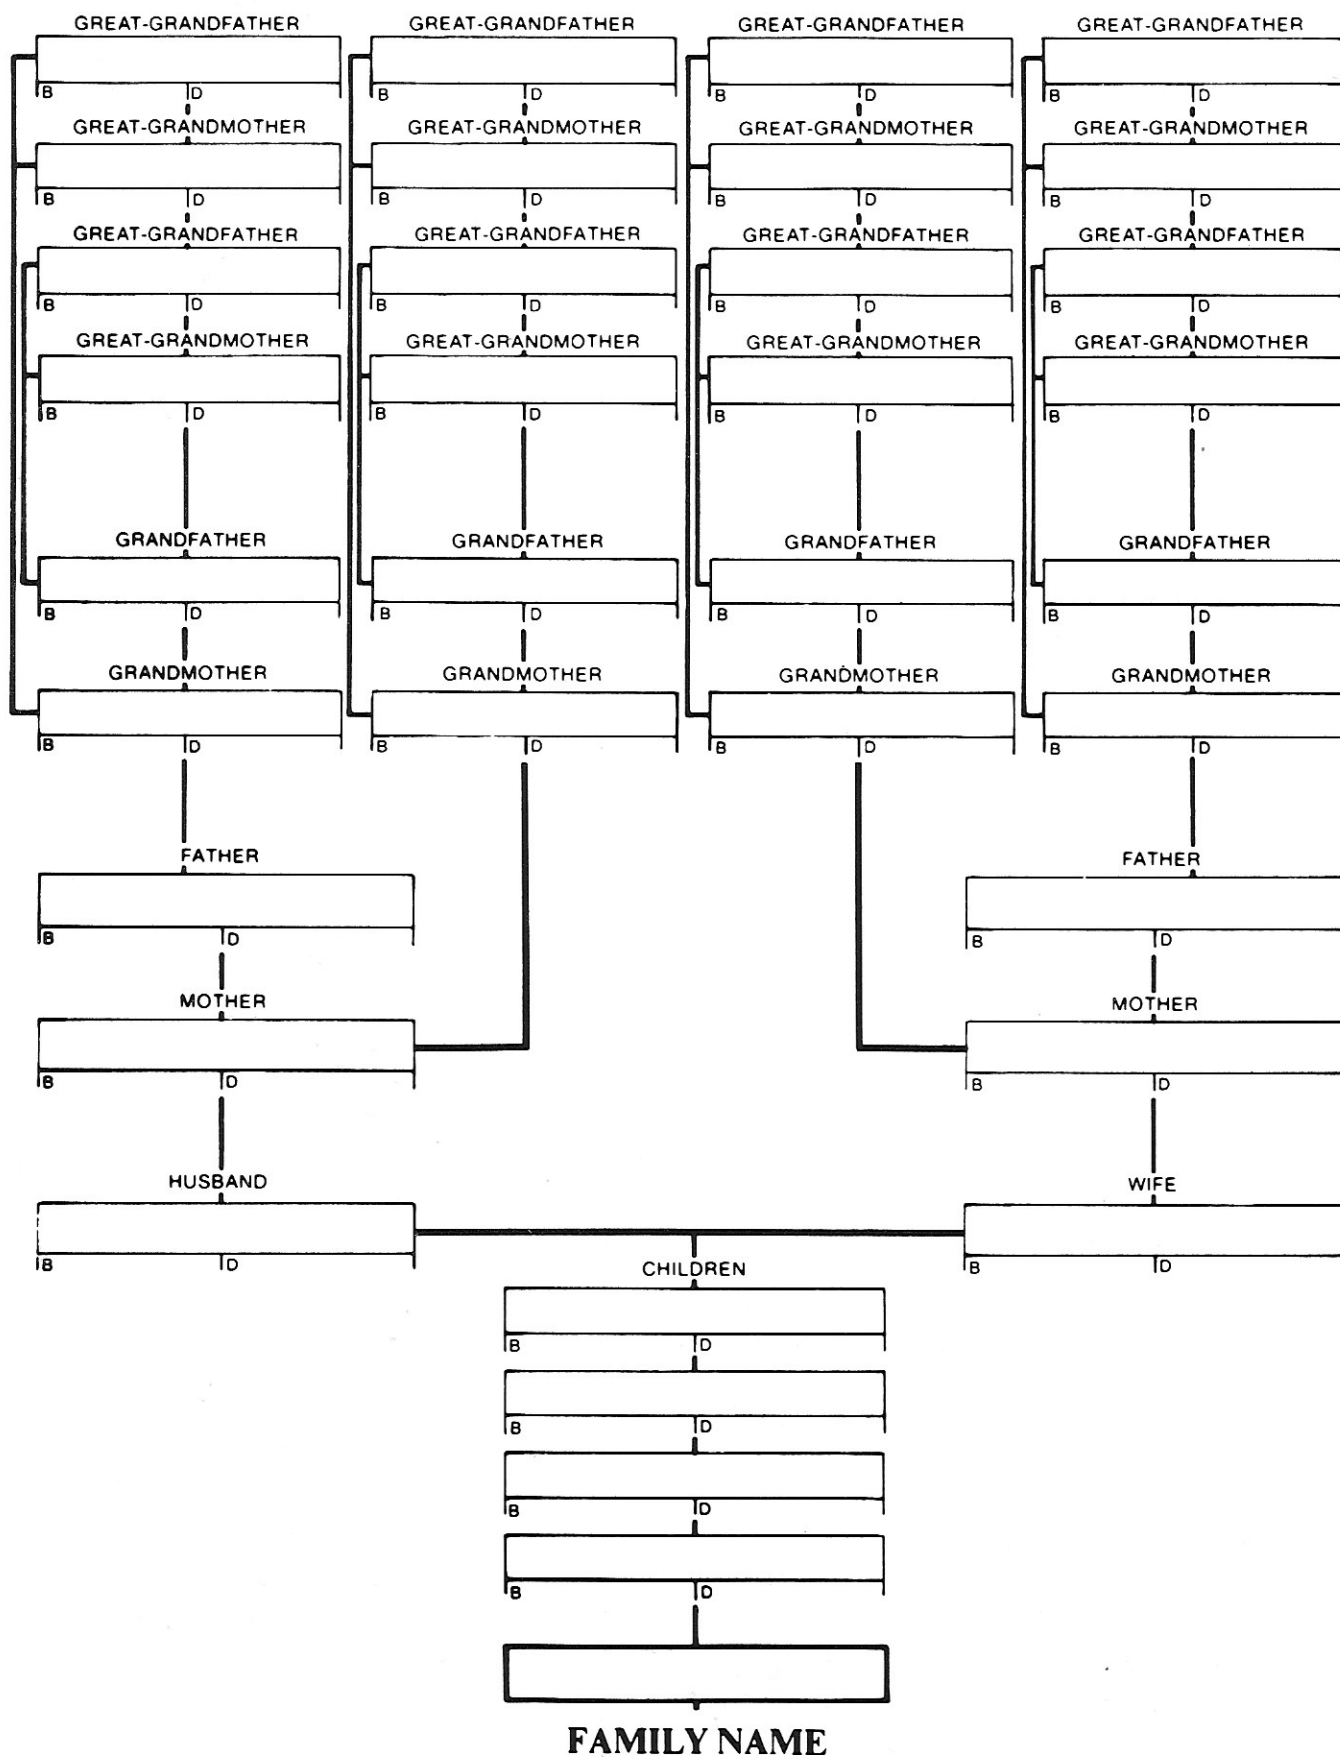 GREAT-GRANDFATHER GREAT-GRANDFATHER GREAT-GRANDFATHER GREAT-GRANDFATHER
B D B D B D B D
GREAT-GRANDMOTHER GREAT-GRANDMOTHER GREAT-GRANDMOTHER GREAT-GRANDMOTHER
B D B D B D B D
GREAT-GRANDFATHER GREAT-GRANDFATHER GREAT-GRANDFATHER GREAT-GRANDFATHER
B D B D B D B D
GREAT-GRANDMOTHER GREAT-GRANDMOTHER GREAT-GRANDMOTHER GREAT-GRANDMOTHER
B D B D B D B D
GRANDFATHER GRANDFATHER GRANDFATHER GRANDFATHER
B D B D B D B D
GRANDMOTHER GRANDMOTHER GRANDMOTHER GRANDMOTHER
B D B D B D B D
FATHER FATHER
B D B D
MOTHER MOTHER
B D B D
HUSBAND WIFE
B D B D
CHILDREN
B D
B D
B D
B D
FAMILY NAME